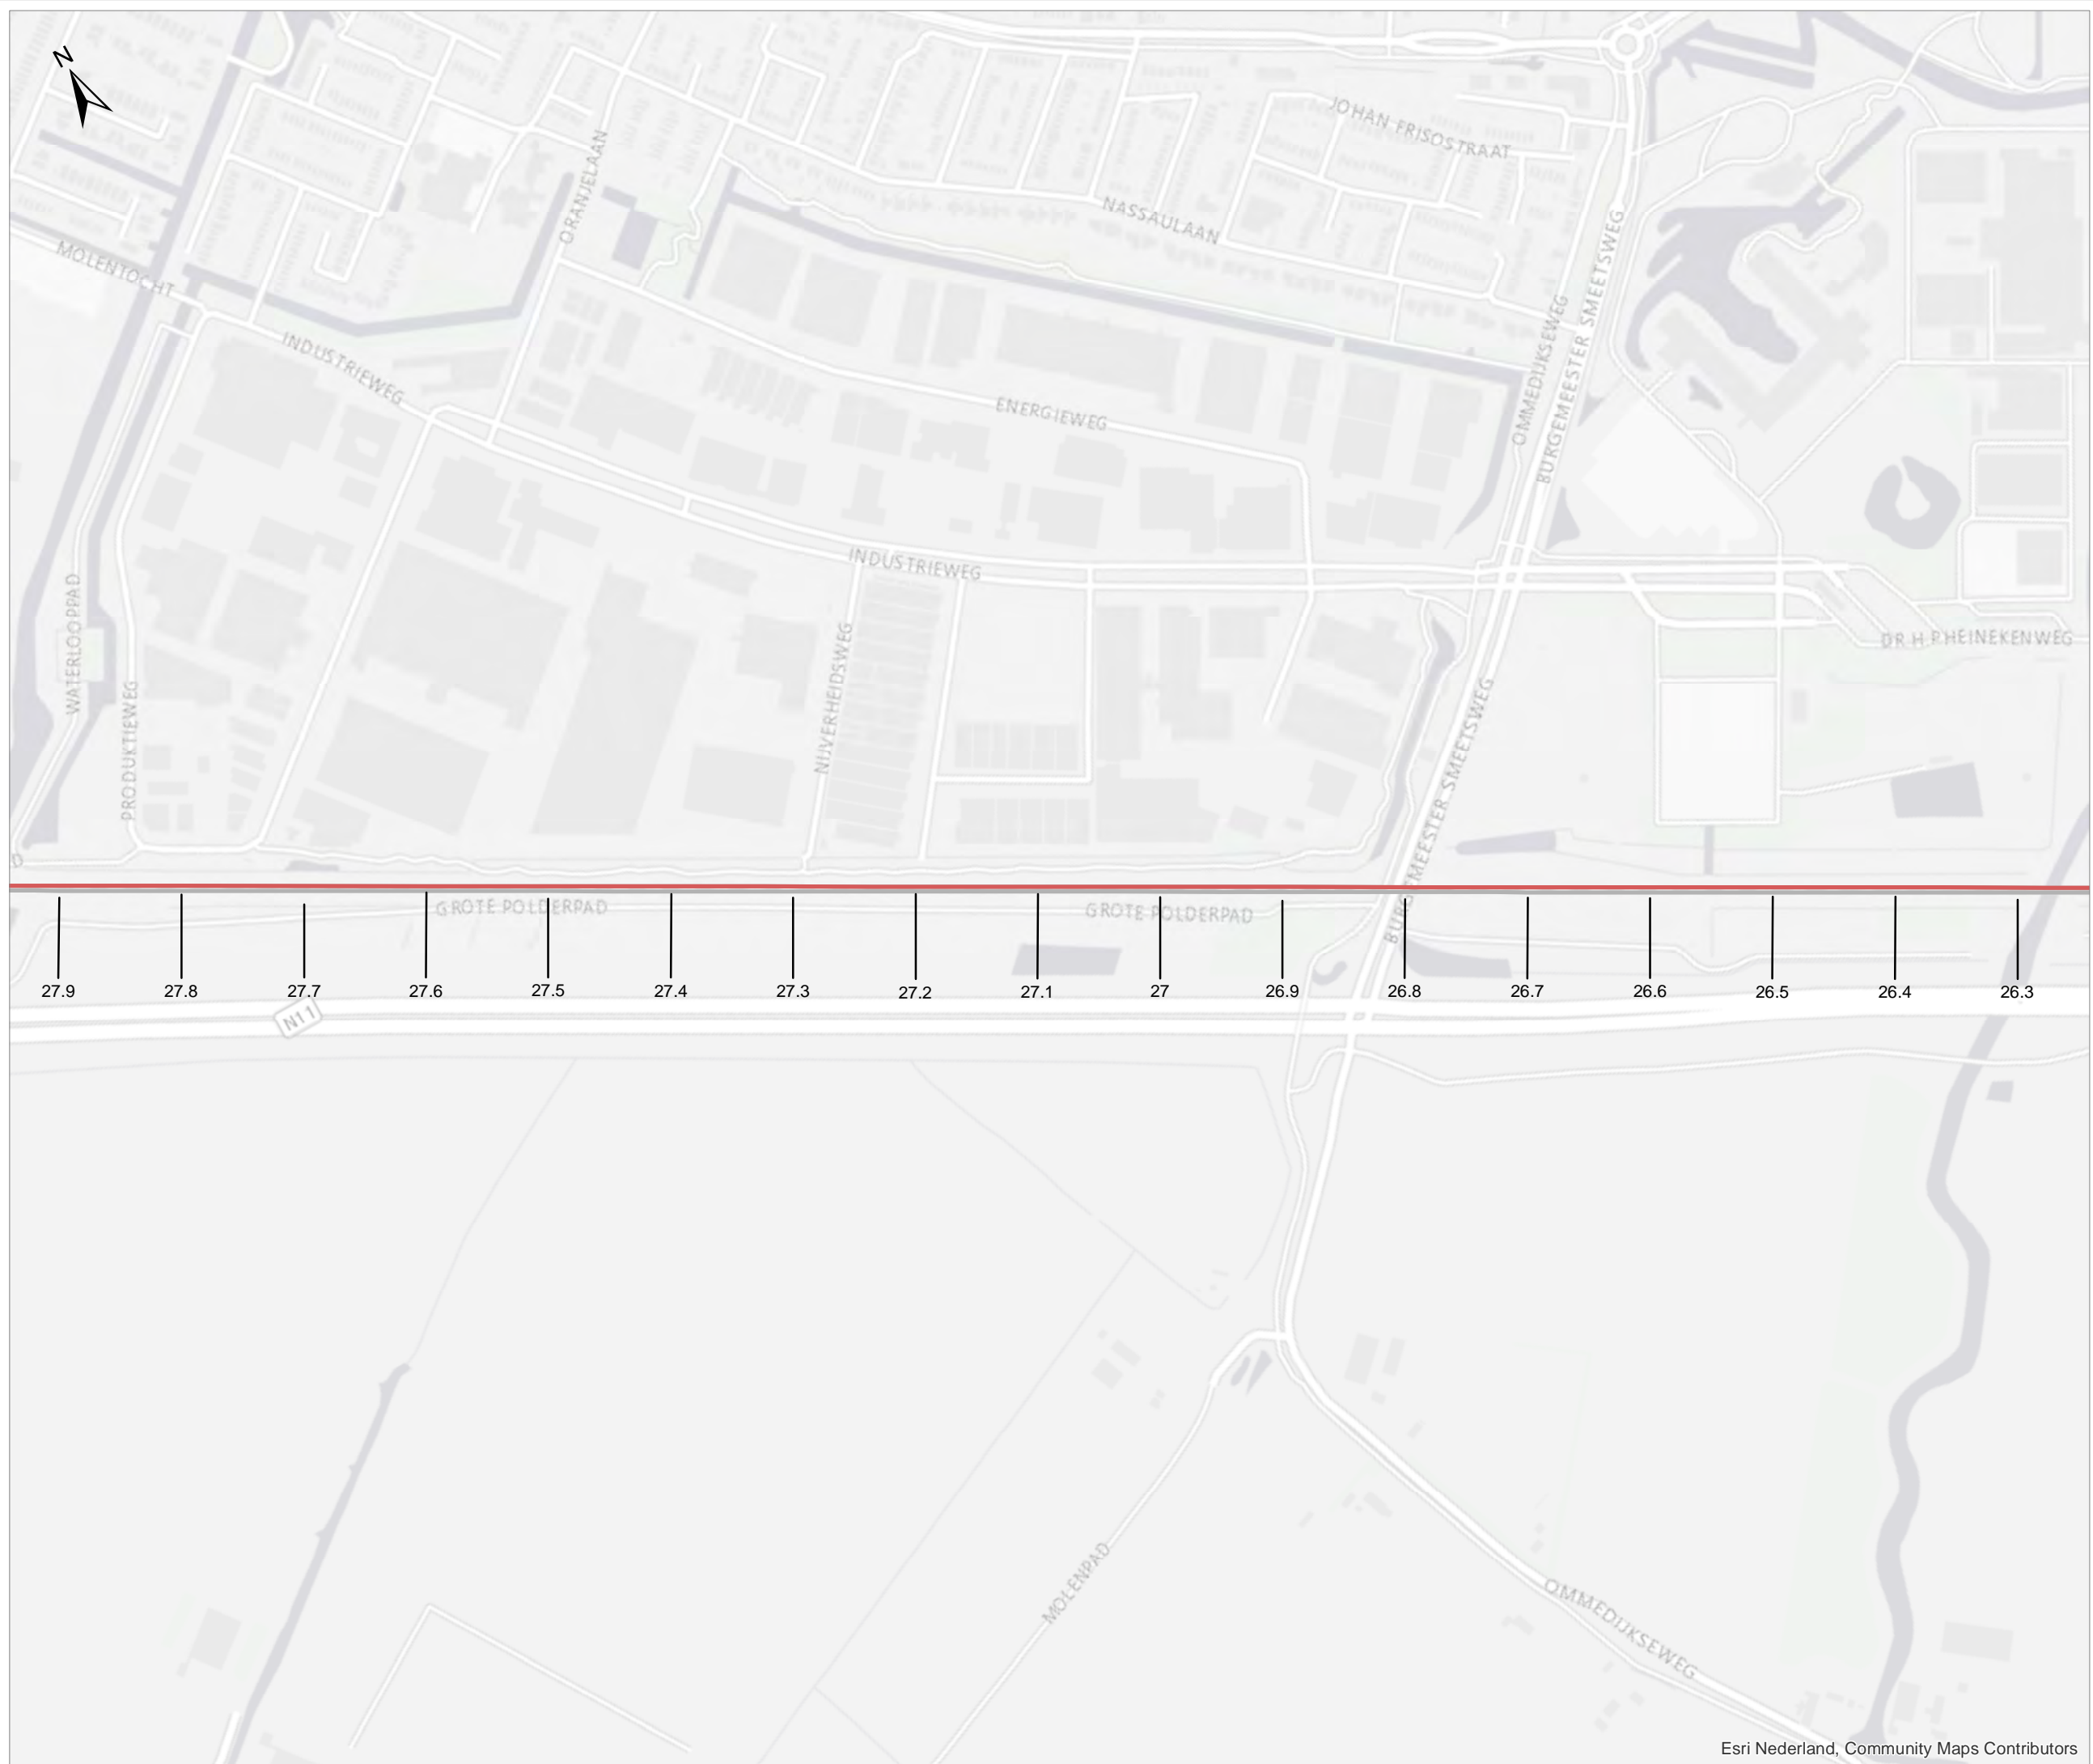 N
JOHAN FRISOSTRAAT
ORANJELAAN
NASSAULAAN
MOLENTOCHT
INDUSTRIEWEG
OMMEDIJKSEWEG
BURGEMEESTER SMEETSWEG
ENERGIEWEG
INDUSTRIEWEG
WATERLOOPPAD
PRODUKTIEWEG
NIJVERHEIDSWEG
DR.H.P.HEINEKENWEG
BURGEMEESTER SMEETSWEG
D
GROTE POLDERPAD
GROTE POLDERPAD
27.9 27.8 27.7 27.6 27.5 27.4 27.3 27.2 27.1 27 26.9 26.8 26.7 26.6 26.5 26.4 26.3
N11
MOLENPAD
OMMEDIJKSEWEG
Esri Nederland, Community Maps Contributors